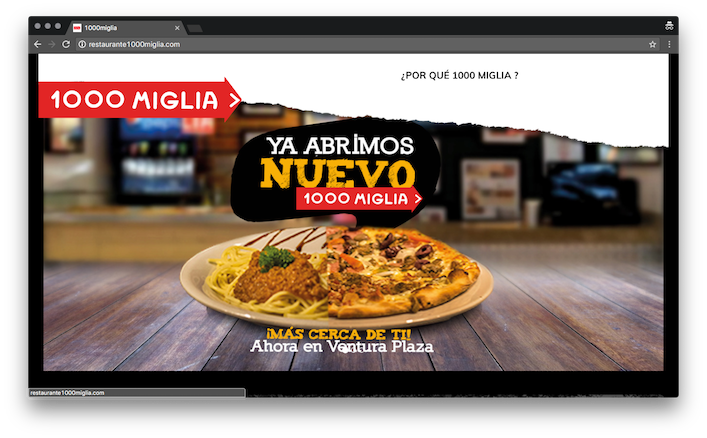 1000miglia
restaurante1000miglia.com
¿POR QUÉ 1000 MIGLIA ?
1000 MIGLIA
YA ABRIMOS
NUEVO
1000 MIGLIA
¡MÁS CERCA DE TI!
Ahora en Ventura Plaza
restaurante1000miglia.com